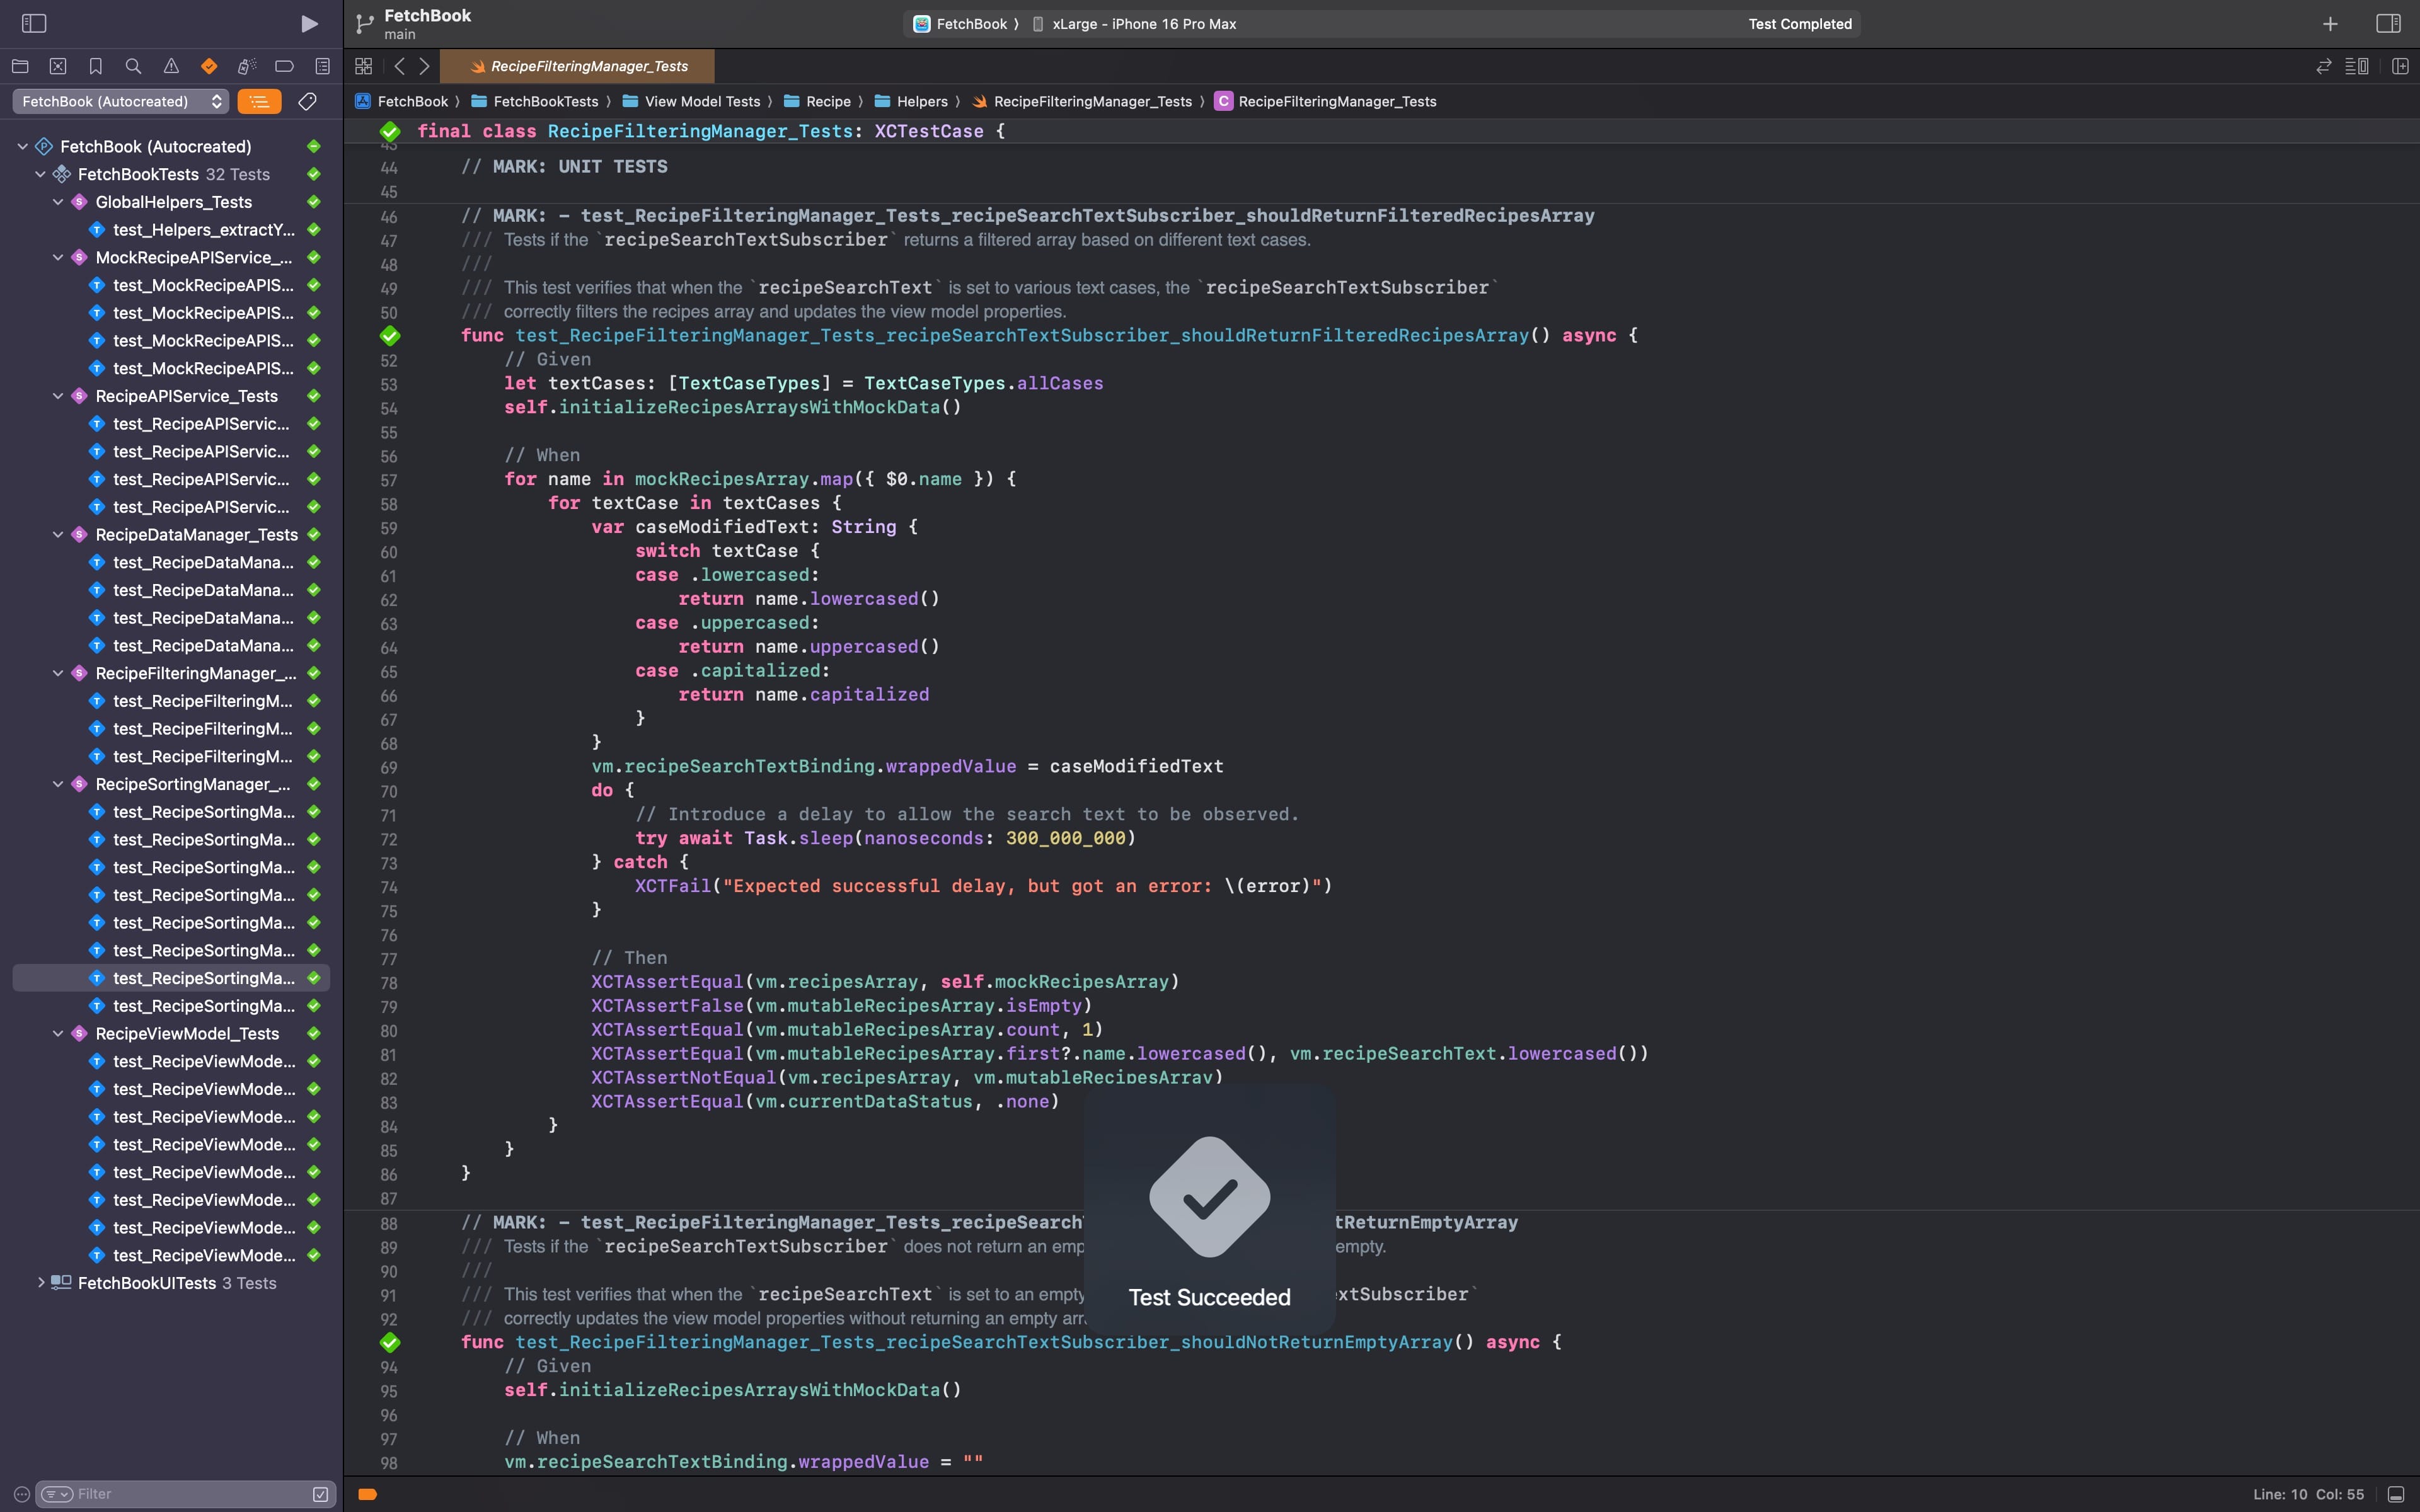 FetchBook
main
FetchBook 〉 xLarge - iPhone 16 Pro Max
Test Completed
RecipeFilteringManager_Tests
FetchBook (Autocreated)
FetchBook 〉 FetchBookTests 〉 View Model Tests 〉 Recipe 〉 Helpers 〉 RecipeFilteringManager_Tests 〉 C RecipeFilteringManager_Tests
FetchBook (Autocreated)
FetchBookTests 32 Tests
GlobalHelpers_Tests
test_Helpers_extractY...
MockRecipeAPIService_...
test_MockRecipeAPIS...
test_MockRecipeAPIS...
test_MockRecipeAPIS...
test_MockRecipeAPIS...
RecipeAPIService_Tests
test_RecipeAPIServic...
test_RecipeAPIServic...
test_RecipeAPIServic...
test_RecipeAPIServic...
RecipeDataManager_Tests
test_RecipeDataMana...
test_RecipeDataMana...
test_RecipeDataMana...
test_RecipeDataMana...
RecipeFilteringManager_...
test_RecipeFilteringM...
test_RecipeFilteringM...
test_RecipeFilteringM...
RecipeSortingManager_...
test_RecipeSortingMa...
test_RecipeSortingMa...
test_RecipeSortingMa...
test_RecipeSortingMa...
test_RecipeSortingMa...
test_RecipeSortingMa...
test_RecipeSortingMa...
test_RecipeSortingMa...
RecipeViewModel_Tests
test_RecipeViewMode...
test_RecipeViewMode...
test_RecipeViewMode...
test_RecipeViewMode...
test_RecipeViewMode...
test_RecipeViewMode...
test_RecipeViewMode...
test_RecipeViewMode...
FetchBookUITests 3 Tests
Filter
final class RecipeFilteringManager_Tests: XCTestCase {
43
44 // MARK: UNIT TESTS
45
46 // MARK: - test_RecipeFilteringManager_Tests_recipeSearchTextSubscriber_shouldReturnFilteredRecipesArray
47 /// Tests if the `recipeSearchTextSubscriber` returns a filtered array based on different text cases.
48 ///
49 /// This test verifies that when the `recipeSearchText` is set to various text cases, the `recipeSearchTextSubscriber`
50 /// correctly filters the recipes array and updates the view model properties.
func test_RecipeFilteringManager_Tests_recipeSearchTextSubscriber_shouldReturnFilteredRecipesArray() async {
52 // Given
53 let textCases: [TextCaseTypes] = TextCaseTypes.allCases
54 self.initializeRecipesArraysWithMockData()
55
56 // When
57 for name in mockRecipesArray.map({ $0.name }) {
58 for textCase in textCases {
59 var caseModifiedText: String {
60 switch textCase {
61 case .lowercased:
62 return name.lowercased()
63 case .uppercased:
64 return name.uppercased()
65 case .capitalized:
66 return name.capitalized
67 }
68 }
69 vm.recipeSearchTextBinding.wrappedValue = caseModifiedText
70 do {
71 // Introduce a delay to allow the search text to be observed.
72 try await Task.sleep(nanoseconds: 300_000_000)
73 } catch {
74 XCTFail("Expected successful delay, but got an error: \(error)")
75 }
76
77 // Then
78 XCTAssertEqual(vm.recipesArray, self.mockRecipesArray)
79 XCTAssertFalse(vm.mutableRecipesArray.isEmpty)
80 XCTAssertEqual(vm.mutableRecipesArray.count, 1)
81 XCTAssertEqual(vm.mutableRecipesArray.first?.name.lowercased(), vm.recipeSearchText.lowercased())
82 XCTAssertNotEqual(vm.recipesArray, vm.mutableRecipesArray)
83 XCTAssertEqual(vm.currentDataStatus, .none)
84 }
85 }
86 }
87
88 // MARK: - test_RecipeFilteringManager_Tests_recipeSearch tReturnEmptyArray
89 /// Tests if the `recipeSearchTextSubscriber` does not return an emp empty.
90 ///
91 /// This test verifies that when the `recipeSearchText` is set to an empty xtSubscriber`
92 /// correctly updates the view model properties without returning an empty arr
func test_RecipeFilteringManager_Tests_recipeSearchTextSubscriber_shouldNotReturnEmptyArray() async {
94 // Given
95 self.initializeRecipesArraysWithMockData()
96
97 // When
98 vm.recipeSearchTextBinding.wrappedValue = ""
Test Succeeded
Line: 10 Col: 55